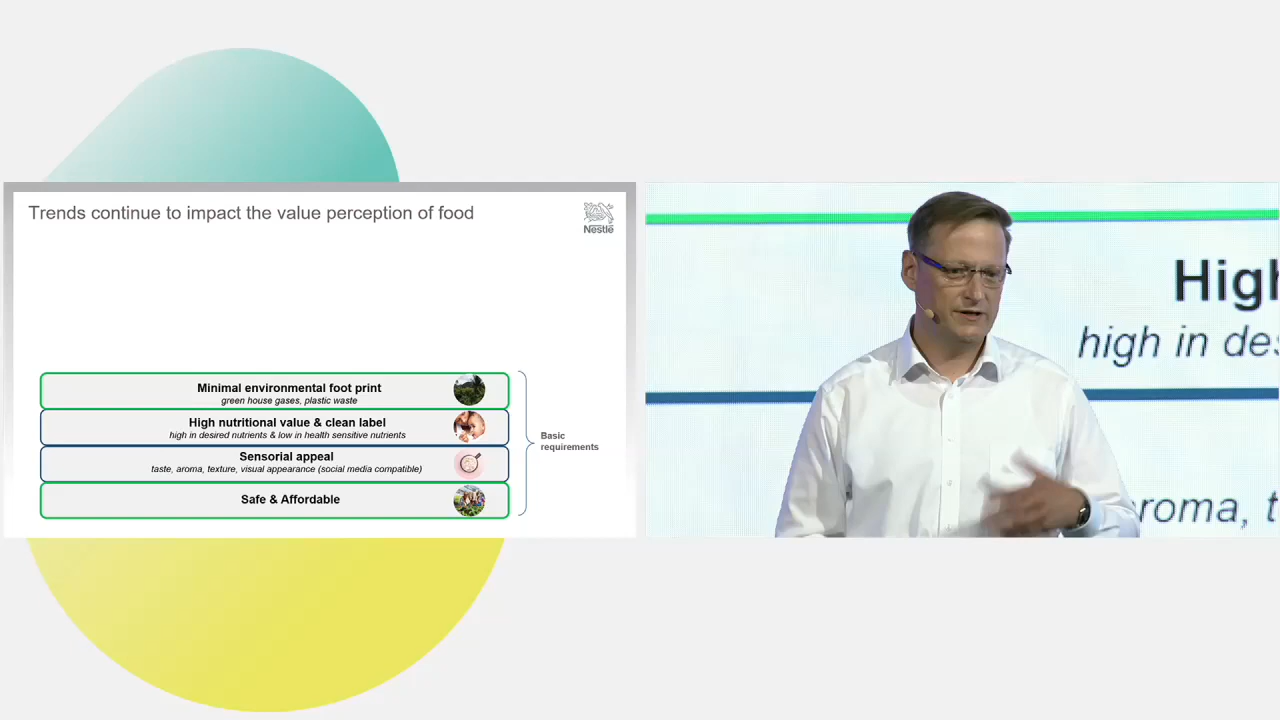 Trends continue to impact the value perception of food
Nestlé
Minimal environmental foot print
green house gases, plastic waste
High nutritional value & clean label
high in desired nutrients & low in health sensitive nutrients
Sensorial appeal
taste, aroma, texture, visual appearance (social media compatible)
Safe & Affordable
Basic
requirements
High
high in des
aroma, t